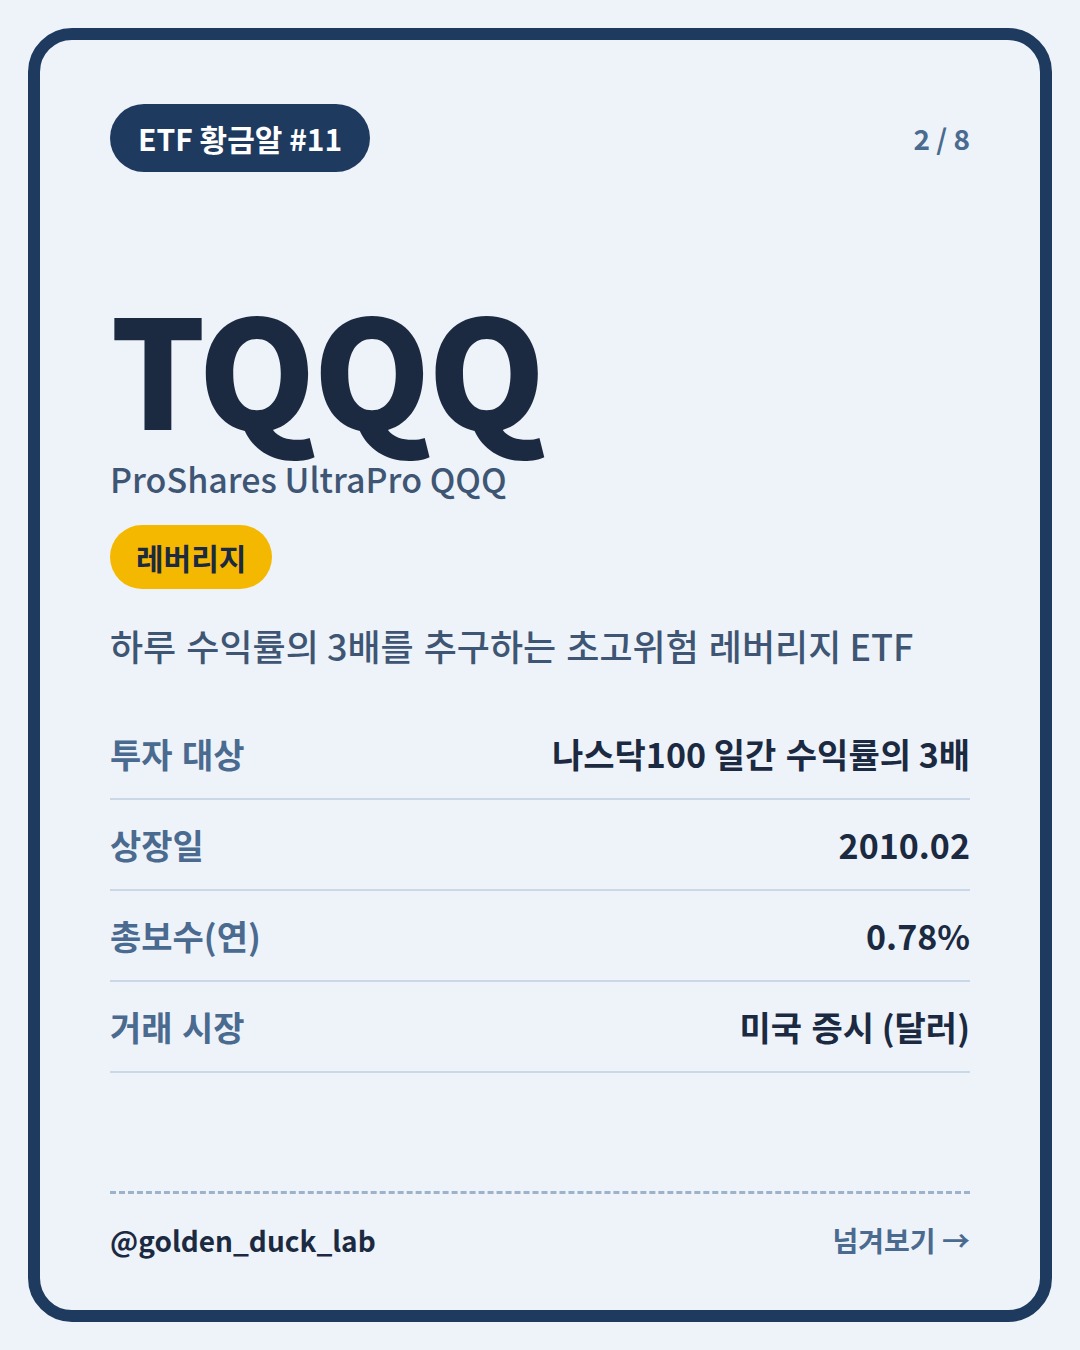 ETF 황금알 #11
2 / 8
TQQQ
ProShares UltraPro QQQ
레버리지
하루 수익률의 3배를 추구하는 초고위험 레버리지 ETF
투자 대상 나스닥100 일간 수익률의 3배
상장일 2010.02
총보수(연) 0.78%
거래 시장 미국 증시 (달러)
@golden_duck_lab
넘겨보기 →